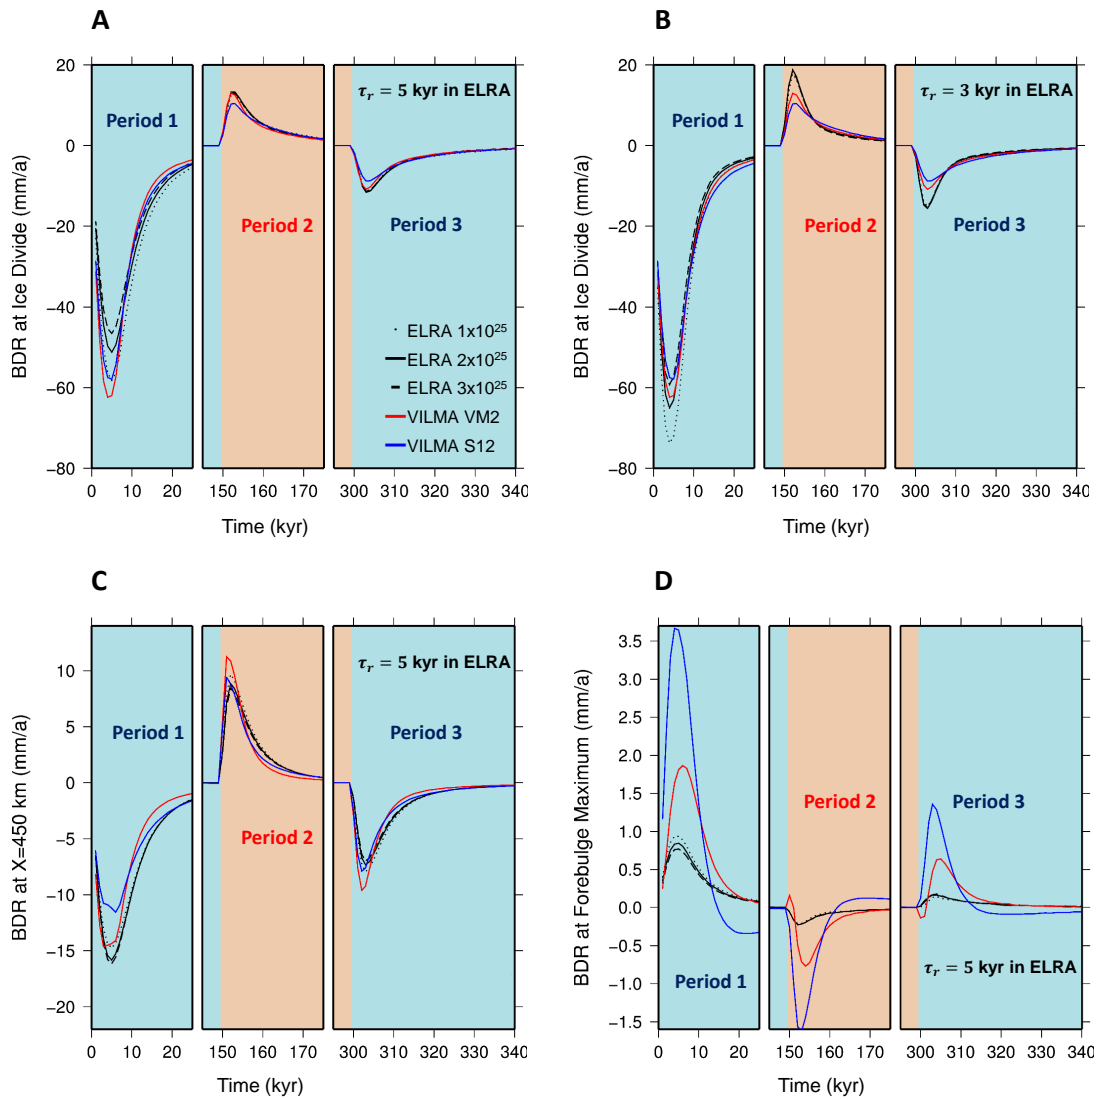 A
BDR at Ice Divide (mm/a)
20
0
−20
−40
−60
−80
Period 1
Period 2
Period 3
τr = 5 kyr in ELRA
ELRA 1x10²⁵
ELRA 2x10²⁵
ELRA 3x10²⁵
VILMA VM2
VILMA S12
0 20 150 170 300 310 320 330 340
Time (kyr)
B
BDR at Ice Divide (mm/a)
20
0
−20
−40
−60
−80
Period 1
Period 2
Period 3
τr = 3 kyr in ELRA
0 20 150 170 300 310 320 330 340
Time (kyr)
C
BDR at X=450 km (mm/a)
10
5
0
−5
−10
−15
−20
Period 1
Period 2
Period 3
τr = 5 kyr in ELRA
0 20 150 170 300 310 320 330 340
Time (kyr)
D
BDR at Forebulge Maximum (mm/a)
3.5
3.0
2.5
2.0
1.5
1.0
0.5
0.0
−0.5
−1.0
−1.5
Period 1
Period 2
Period 3
τr = 5 kyr in ELRA
0 20 150 170 300 310 320 330 340
Time (kyr)